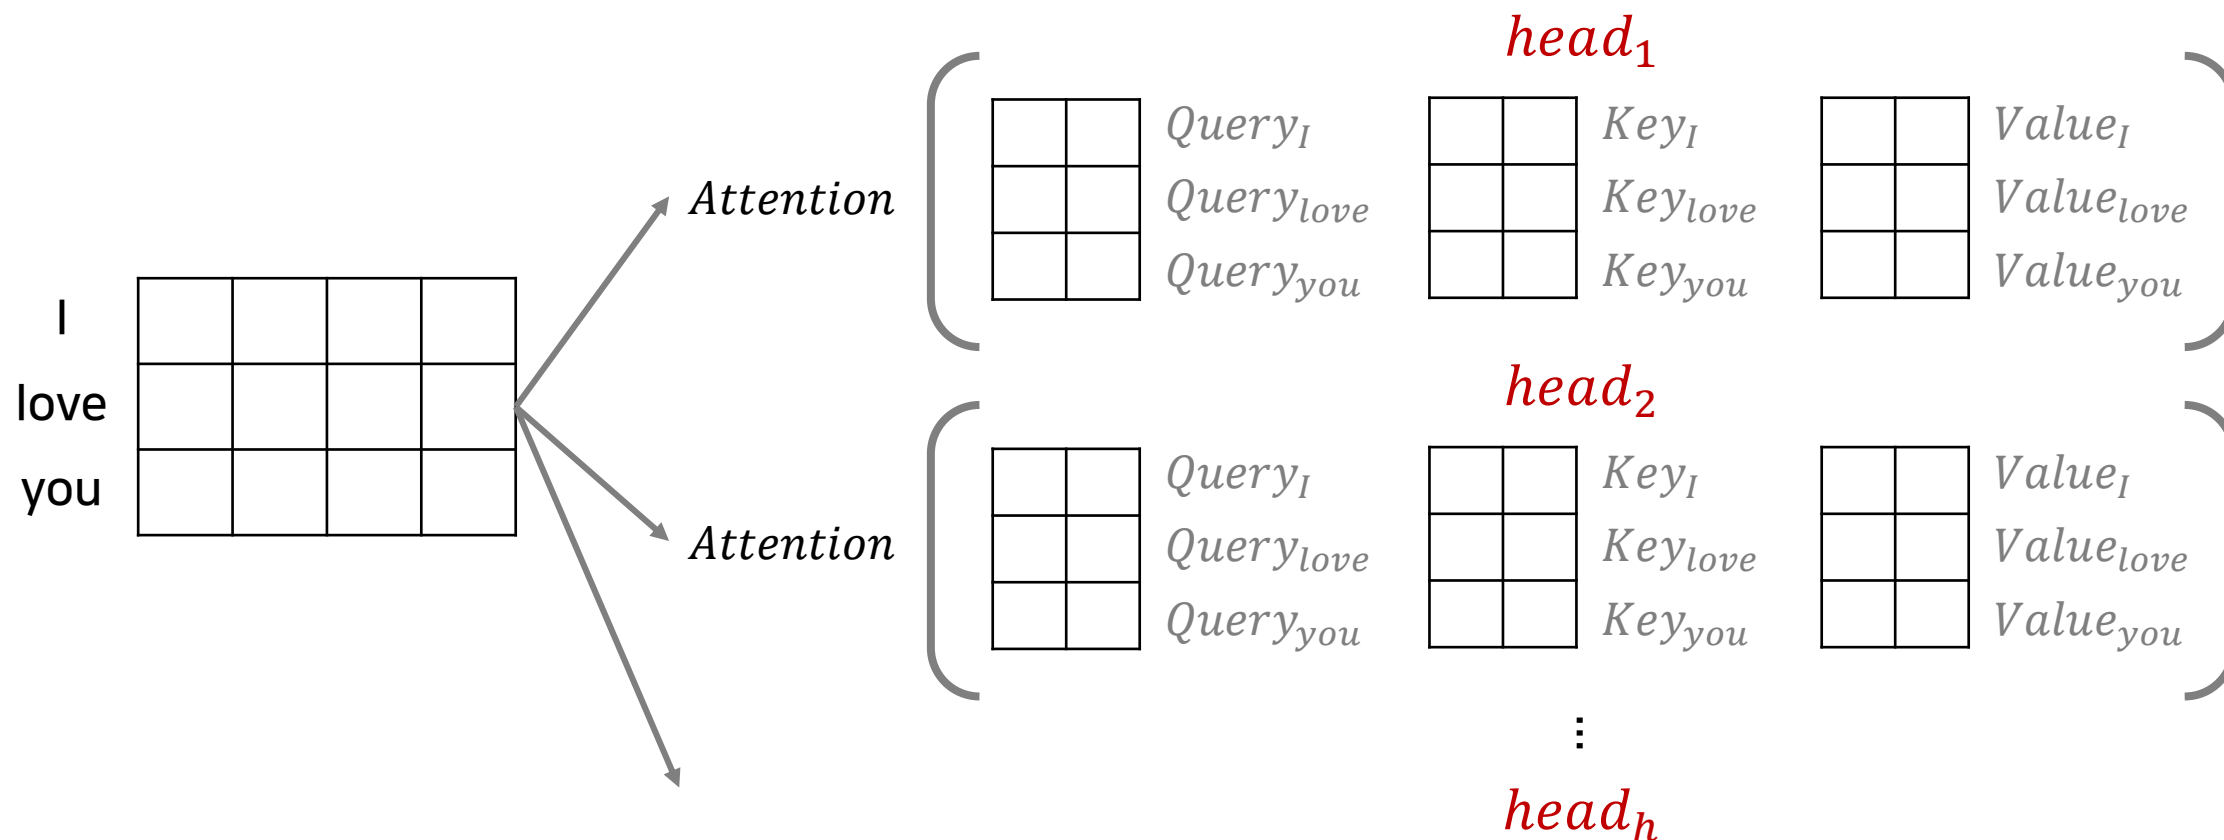 I
love
you
head₁
Attention
Query_I Key_I Value_I
Query_love Key_love Value_love
Query_you Key_you Value_you
head₂
Attention
Query_I Key_I Value_I
Query_love Key_love Value_love
Query_you Key_you Value_you
⋮
head_h